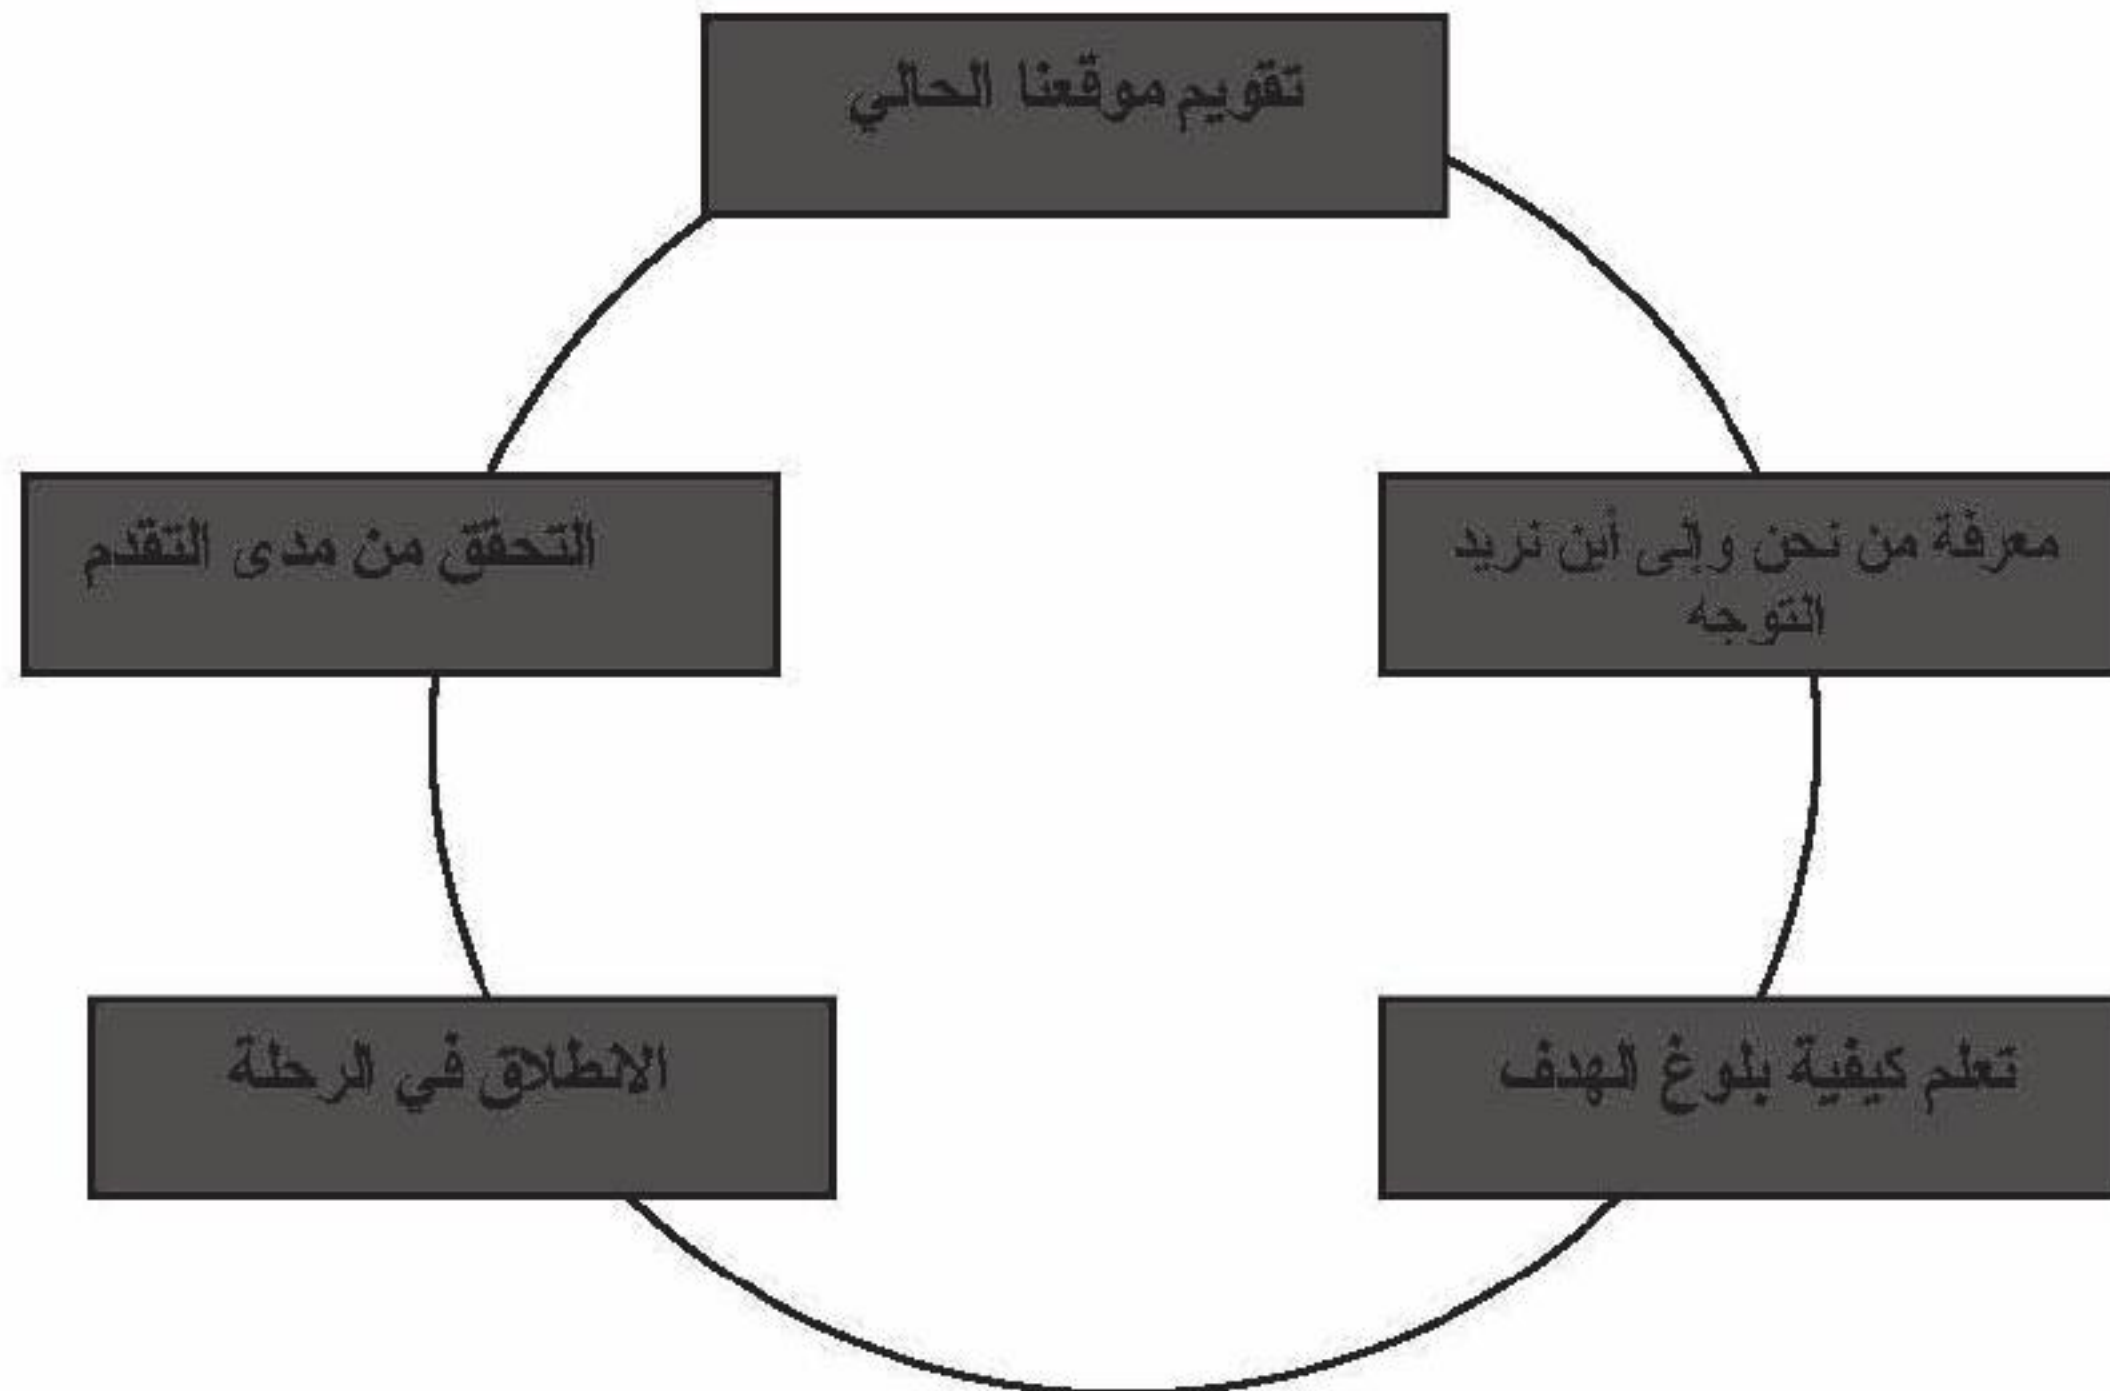 تقويم موقعنا الحالي
معرفة من نحن وإلى أين نريد
التوجه
التحقق من مدى التقدم
تعلم كيفية بلوغ الهدف
الانطلاق في الرحلة